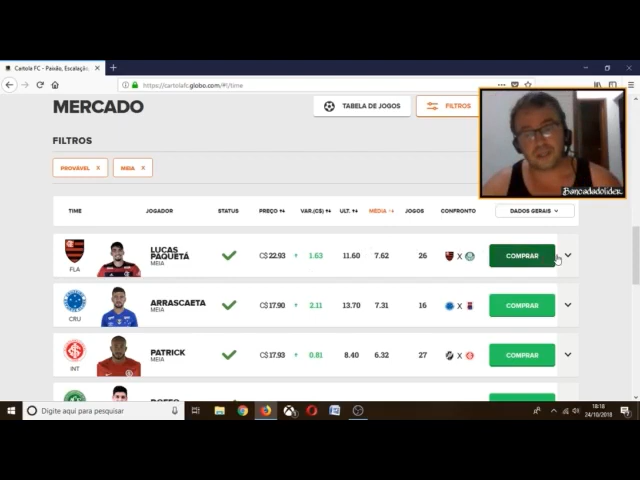 Cartola FC - Paixão, Escalação,
https://cartolafc.globo.com/#!/time
MERCADO
TABELA DE JOGOS
FILTROS
FILTROS
PROVÁVEL X
MEIA X
Bancadadolider
TIME JOGADOR STATUS PREÇO VAR.(C$) ÚLT. MÉDIA JOGOS CONFRONTO DADOS GERAIS
FLA
LUCAS PAQUETÁ
MEIA
C$ 22.93 1.63 11.60 7.62 26 X COMPRAR
CRU
ARRASCAETA
MEIA
C$ 17.90 2.11 13.70 7.31 16 X COMPRAR
INT
PATRICK
MEIA
C$ 17.93 0.81 8.40 6.32 27 X COMPRAR
Digite aqui para pesquisar
18:18
24/10/2018